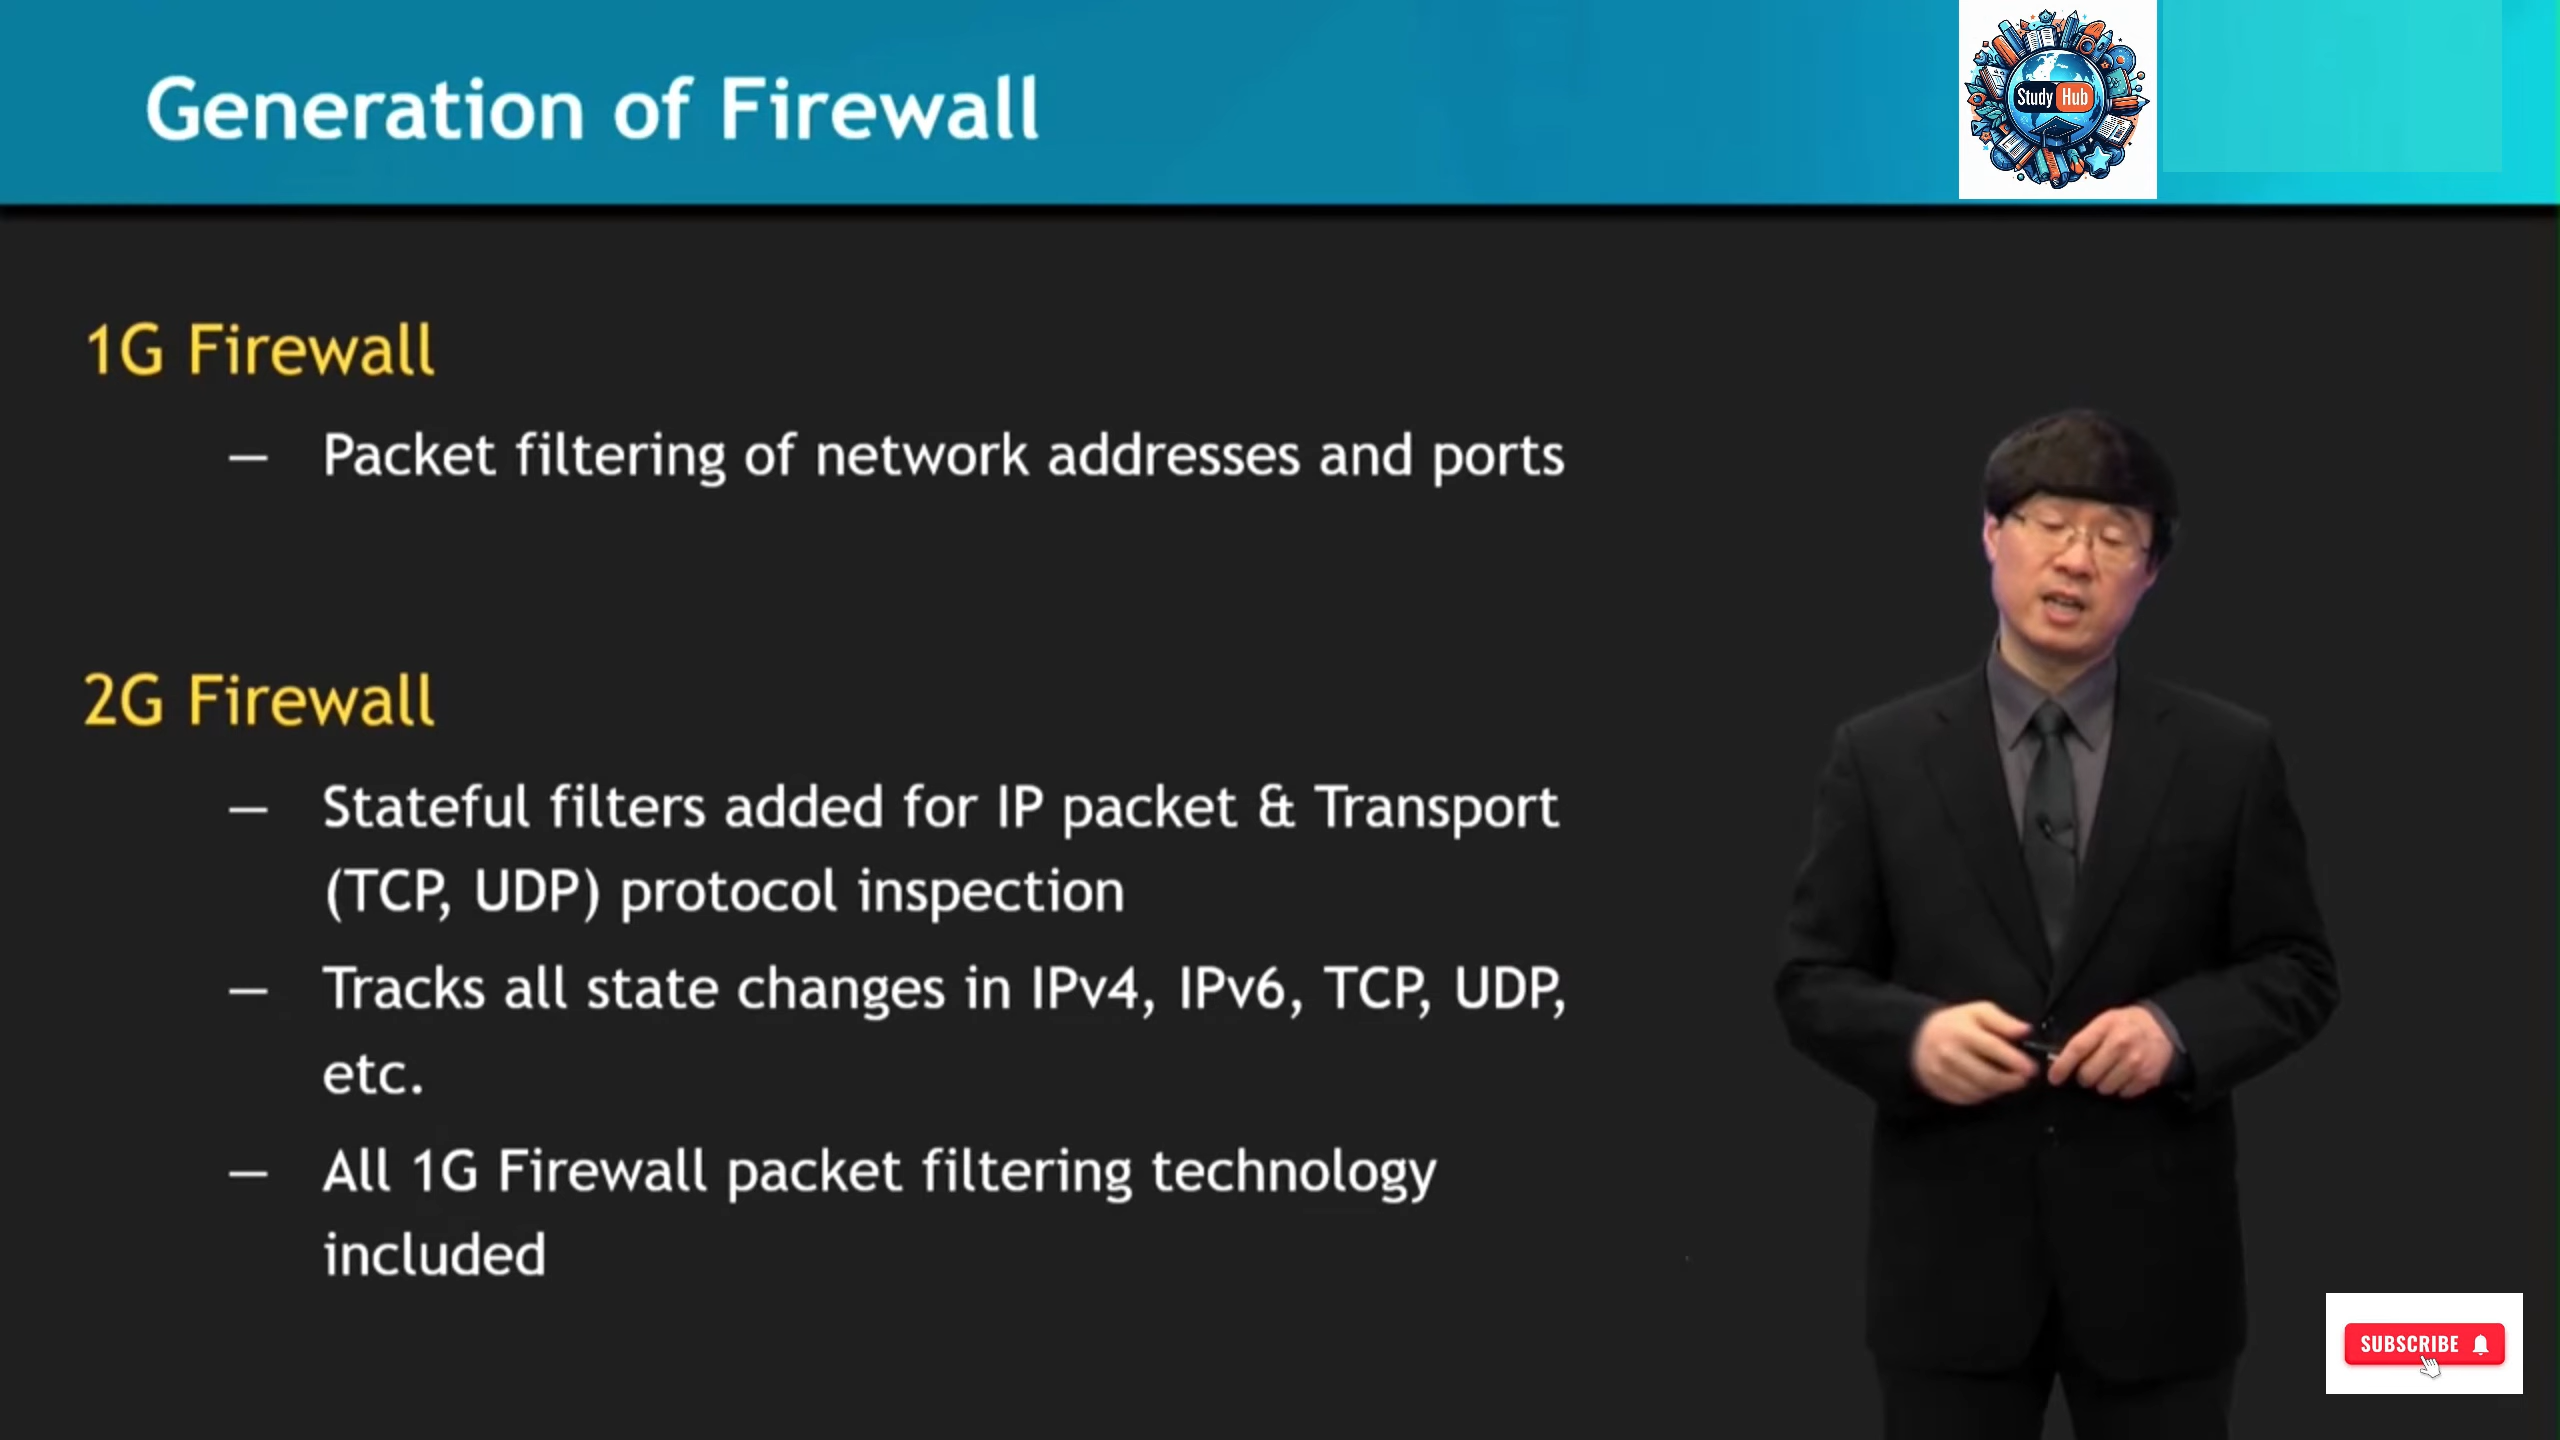 Generation of Firewall
Study Hub
1G Firewall
— Packet filtering of network addresses and ports
2G Firewall
— Stateful filters added for IP packet & Transport
(TCP, UDP) protocol inspection
— Tracks all state changes in IPv4, IPv6, TCP, UDP,
etc.
— All 1G Firewall packet filtering technology
included
SUBSCRIBE